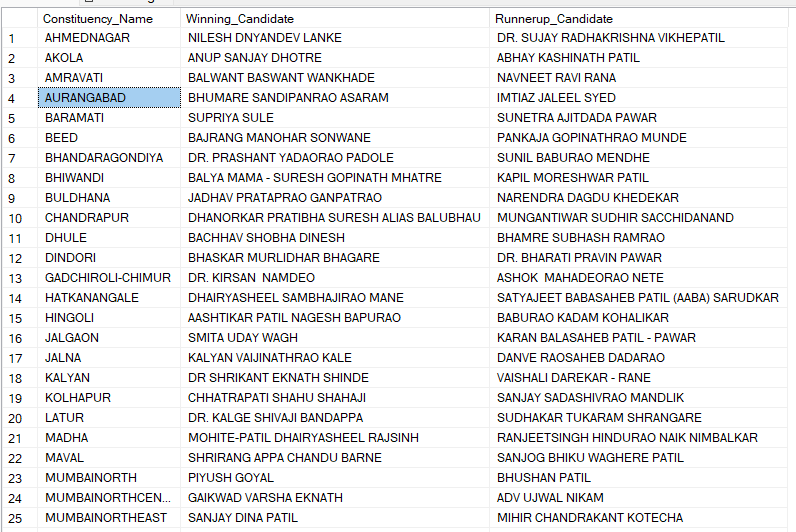 Constituency_Name Winning_Candidate Runnerup_Candidate
1 AHMEDNAGAR NILESH DNYANDEV LANKE DR. SUJAY RADHAKRISHNA VIKHEPATIL
2 AKOLA ANUP SANJAY DHOTRE ABHAY KASHINATH PATIL
3 AMRAVATI BALWANT BASWANT WANKHADE NAVNEET RAVI RANA
4 AURANGABAD BHUMARE SANDIPANRAO ASARAM IMTIAZ JALEEL SYED
5 BARAMATI SUPRIYA SULE SUNETRA AJITDADA PAWAR
6 BEED BAJRANG MANOHAR SONWANE PANKAJA GOPINATHRAO MUNDE
7 BHANDARAGONDIYA DR. PRASHANT YADAORAO PADOLE SUNIL BABURAO MENDHE
8 BHIWANDI BALYA MAMA - SURESH GOPINATH MHATRE KAPIL MORESHWAR PATIL
9 BULDHANA JADHAV PRATAPRAO GANPATRAO NARENDRA DAGDU KHEDEKAR
10 CHANDRAPUR DHANORKAR PRATIBHA SURESH ALIAS BALUBHAU MUNGANTIWAR SUDHIR SACCHIDANAND
11 DHULE BACHHAV SHOBHA DINESH BHAMRE SUBHASH RAMRAO
12 DINDORI BHASKAR MURLIDHAR BHAGARE DR. BHARATI PRAVIN PAWAR
13 GADCHIROLI-CHIMUR DR. KIRSAN  NAMDEO ASHOK  MAHADEORAO NETE
14 HATKANANGALE DHAIRYASHEEL SAMBHAJIRAO MANE SATYAJEET BABASAHEB PATIL (AABA) SARUDKAR
15 HINGOLI AASHTIKAR PATIL NAGESH BAPURAO BABURAO KADAM KOHALIKAR
16 JALGAON SMITA UDAY WAGH KARAN BALASAHEB PATIL - PAWAR
17 JALNA KALYAN VAIJINATHRAO KALE DANVE RAOSAHEB DADARAO
18 KALYAN DR SHRIKANT EKNATH SHINDE VAISHALI DAREKAR - RANE
19 KOLHAPUR CHHATRAPATI SHAHU SHAHAJI SANJAY SADASHIVRAO MANDLIK
20 LATUR DR. KALGE SHIVAJI BANDAPPA SUDHAKAR TUKARAM SHRANGARE
21 MADHA MOHITE-PATIL DHAIRYASHEEL RAJSINH RANJEETSINGH HINDURAO NAIK NIMBALKAR
22 MAVAL SHRIRANG APPA CHANDU BARNE SANJOG BHIKU WAGHERE PATIL
23 MUMBAINORTH PIYUSH GOYAL BHUSHAN PATIL
24 MUMBAINORTHCEN... GAIKWAD VARSHA EKNATH ADV UJWAL NIKAM
25 MUMBAINORTHEAST SANJAY DINA PATIL MIHIR CHANDRAKANT KOTECHA